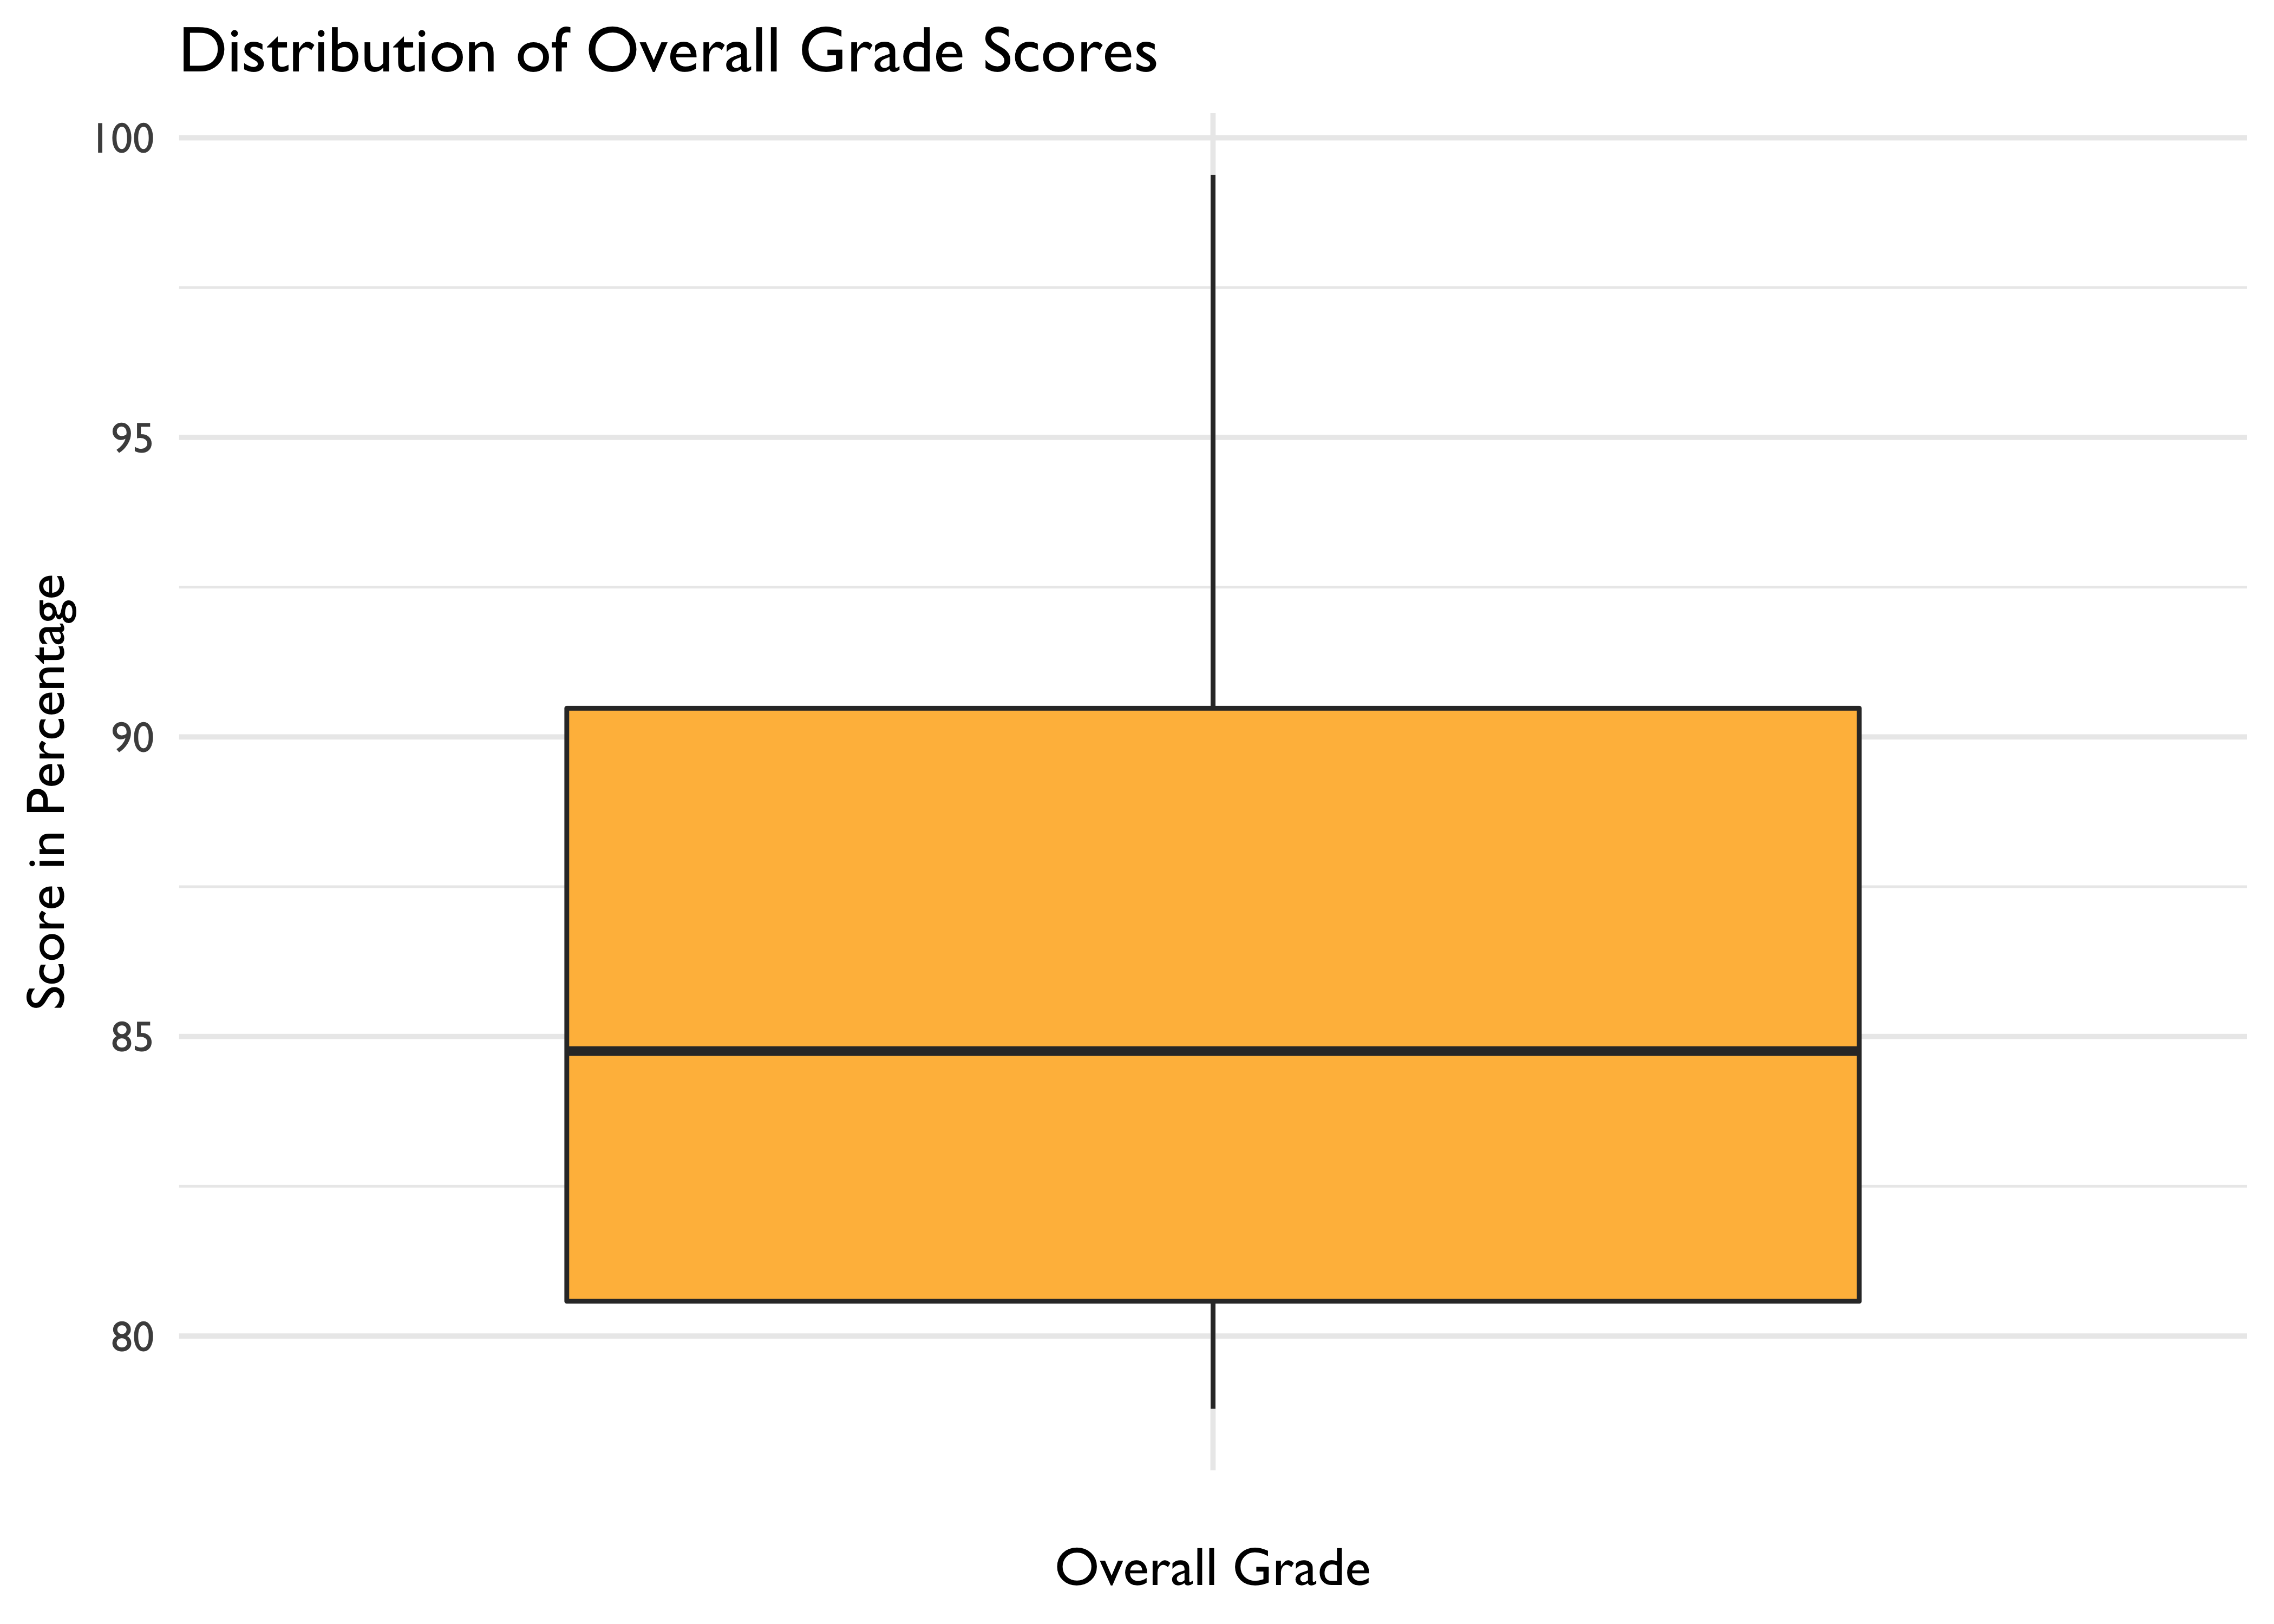 Distribution of Overall Grade Scores
100
95
90
85
80
Score in Percentage
Overall Grade